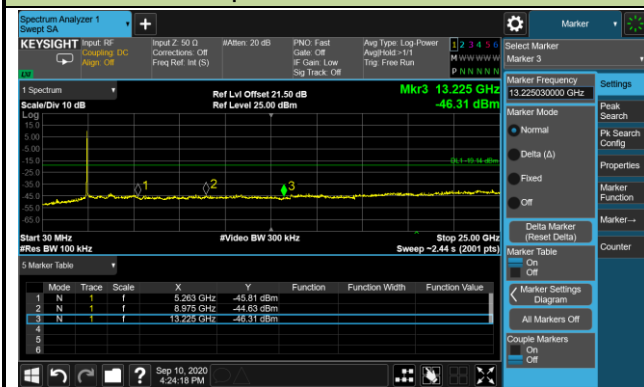 Spectrum Analyzer 1
Swept SA
Marker
KEYSIGHT
Input: RF
Coupling: DC
Align: Off
Input Z: 50 Ω
Corrections: Off
Freq Ref: Int (S)
#Atten: 20 dB
PNO: Fast
Gate: Off
IF Gain: Low
Sig Track: Off
Avg Type: Log-Power
Avg|Hold:>1/1
Trig: Free Run
1 2 3 4 5 6
M W W W W W
P N N N N N
Select Marker
Marker 3
1 Spectrum
Scale/Div 10 dB
Log
Ref Lvl Offset 21.50 dB
Ref Level 25.00 dBm
Mkr3 13.225 GHz
-46.31 dBm
15.0
5.00
-5.00
-15.0
-25.0
-35.0
-45.0
-55.0
-65.0
DL1 -15.14 dBm
1
2
3
Start 30 MHz
#Res BW 100 kHz
#Video BW 300 kHz
Stop 25.00 GHz
Sweep ~2.44 s (2001 pts)
5 Marker Table
Mode Trace Scale X Y Function Function Width Function Value
1 N 1 f 5.263 GHz -45.81 dBm
2 N 1 f 8.975 GHz -44.63 dBm
3 N 1 f 13.225 GHz -46.31 dBm
4
5
6
Marker Frequency
13.225030000 GHz
Marker Mode
Normal
Delta (Δ)
Fixed
Off
Delta Marker
(Reset Delta)
Marker Table
On
Off
Marker Settings
Diagram
All Markers Off
Couple Markers
On
Off
Settings
Peak
Search
Pk Search
Config
Properties
Marker
Function
Marker→
Counter
Sep 10, 2020
4:24:18 PM